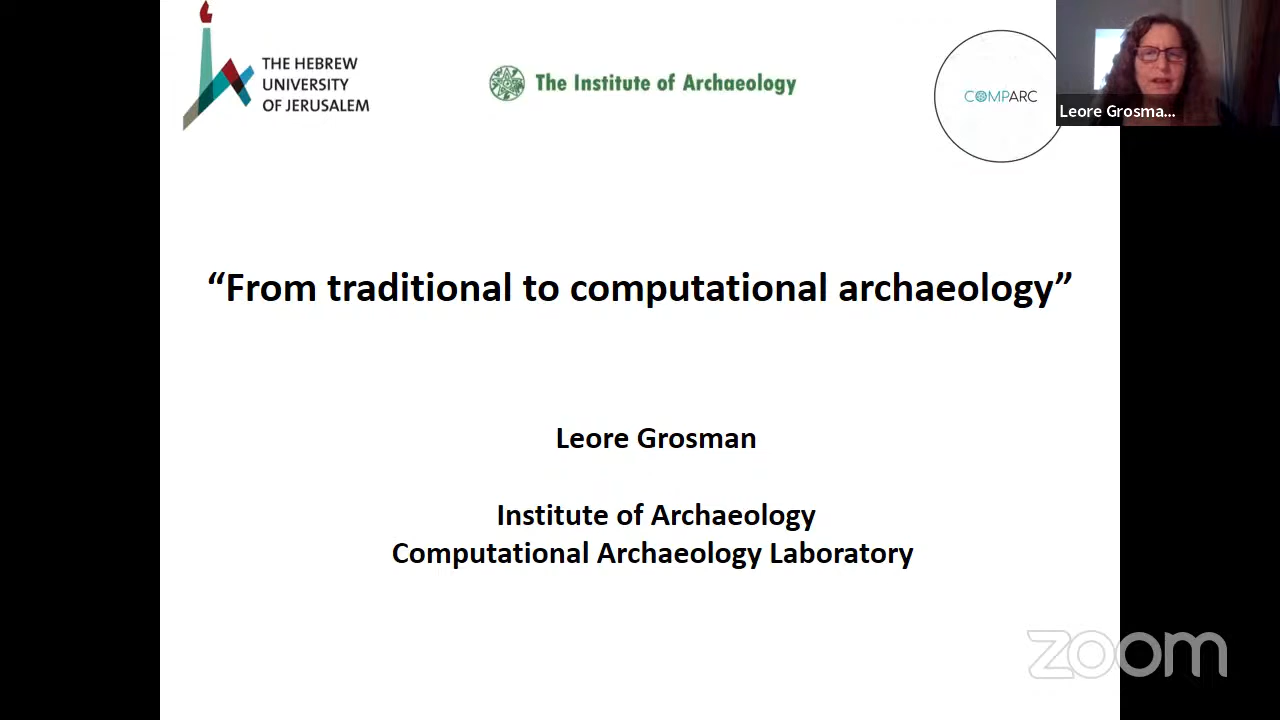 THE HEBREW
UNIVERSITY
OF JERUSALEM
The Institute of Archaeology
COMPARC
Leore Grosma...
“From traditional to computational archaeology”
Leore Grosman
Institute of Archaeology
Computational Archaeology Laboratory
zoom